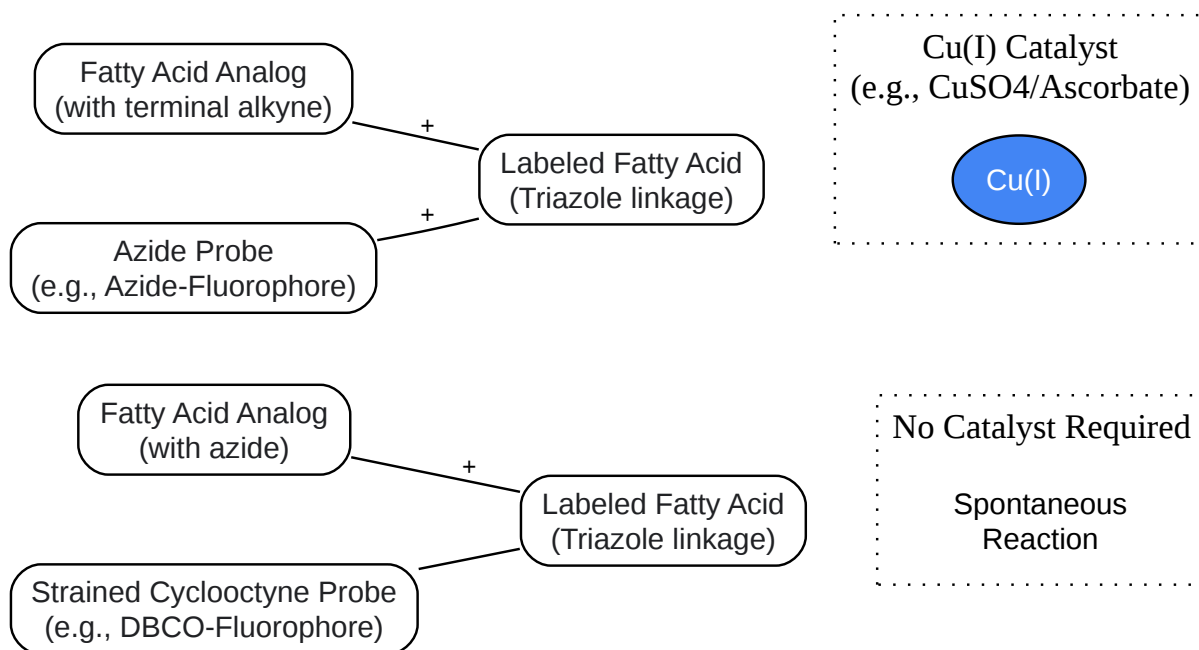 Fatty Acid Analog
(with terminal alkyne)
+
Azide Probe
(e.g., Azide-Fluorophore)
+
Labeled Fatty Acid
(Triazole linkage)
Cu(I) Catalyst
(e.g., CuSO4/Ascorbate)
Cu(I)
Fatty Acid Analog
(with azide)
+
Strained Cyclooctyne Probe
(e.g., DBCO-Fluorophore)
Labeled Fatty Acid
(Triazole linkage)
No Catalyst Required
Spontaneous
Reaction